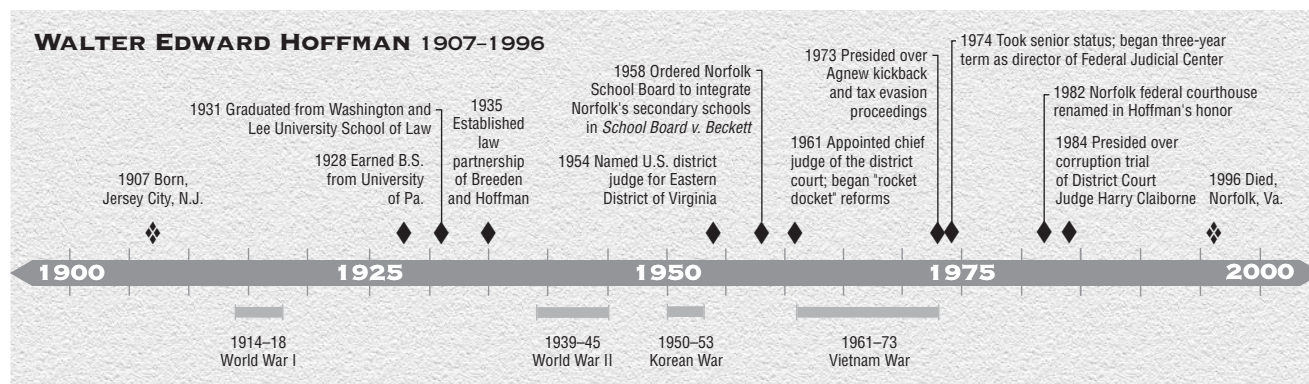 WALTER EDWARD HOFFMAN 1907–1996
1907 Born,
Jersey City, N.J.
1928 Earned B.S.
from University
of Pa.
1931 Graduated from Washington and
Lee University School of Law
1935
Established
law
partnership
of Breeden
and Hoffman
1954 Named U.S. district
judge for Eastern
District of Virginia
1958 Ordered Norfolk
School Board to integrate
Norfolk's secondary schools
in School Board v. Beckett
1961 Appointed chief
judge of the district
court; began "rocket
docket" reforms
1973 Presided over
Agnew kickback
and tax evasion
proceedings
1974 Took senior status; began three-year
term as director of Federal Judicial Center
1982 Norfolk federal courthouse
renamed in Hoffman's honor
1984 Presided over
corruption trial
of District Court
Judge Harry Claiborne
1996 Died,
Norfolk, Va.
1900 1925 1950 1975 2000
1914–18
World War I
1939–45
World War II
1950–53
Korean War
1961–73
Vietnam War